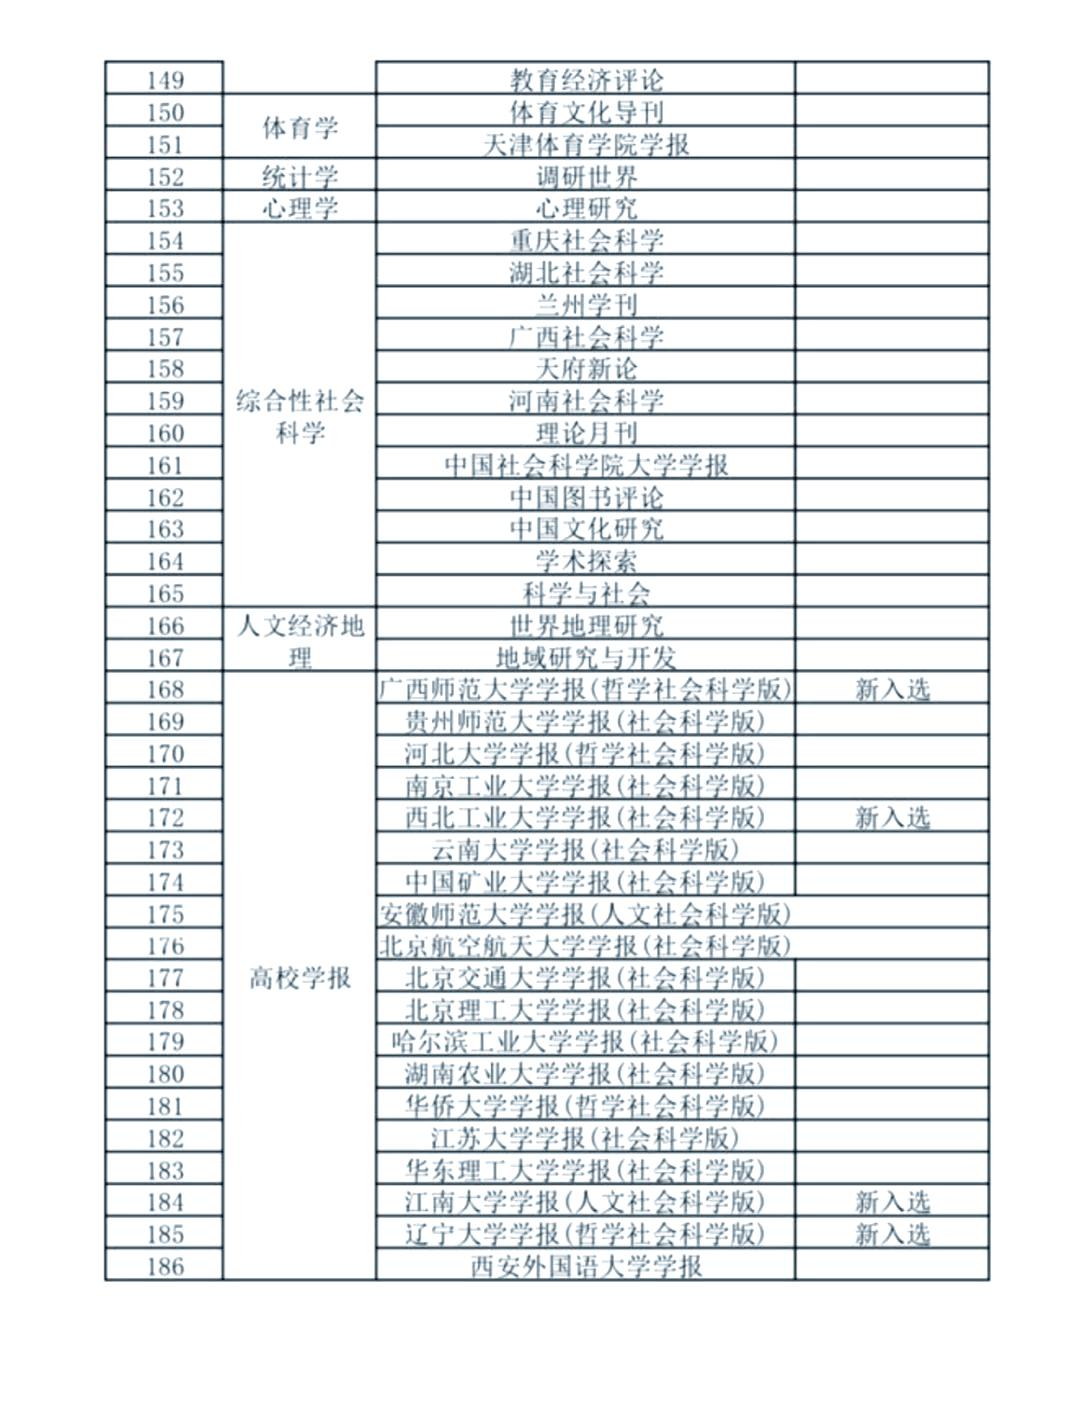 149 教育经济评论
150 体育学 体育文化导刊
151 天津体育学院学报
152 统计学 调研世界
153 心理学 心理研究
154 重庆社会科学
155 湖北社会科学
156 兰州学刊
157 广西社会科学
158 天府新论
159 综合性社会 河南社会科学
160 科学 理论月刊
161 中国社会科学院大学学报
162 中国图书评论
163 中国文化研究
164 学术探索
165 科学与社会
166 人文经济地 世界地理研究
167 理 地域研究与开发
168 广西师范大学学报(哲学社会科学版) 新入选
169 贵州师范大学学报(社会科学版)
170 河北大学学报(哲学社会科学版)
171 南京工业大学学报(社会科学版)
172 西北工业大学学报(社会科学版) 新入选
173 云南大学学报(社会科学版)
174 中国矿业大学学报(社会科学版)
175 安徽师范大学学报(人文社会科学版)
176 北京航空航天大学学报(社会科学版)
177 高校学报 北京交通大学学报(社会科学版)
178 北京理工大学学报(社会科学版)
179 哈尔滨工业大学学报(社会科学版)
180 湖南农业大学学报(社会科学版)
181 华侨大学学报(哲学社会科学版)
182 江苏大学学报(社会科学版)
183 华东理工大学学报(社会科学版)
184 江南大学学报(人文社会科学版) 新入选
185 辽宁大学学报(哲学社会科学版) 新入选
186 西安外国语大学学报